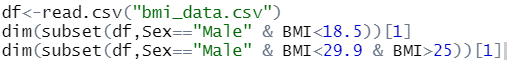 df<-read.csv("bmi_data.csv")
dim(subset(df,Sex=="Male" & BMI<18.5))[1]
dim(subset(df,Sex=="Male" & BMI<29.9 & BMI>25))[1]